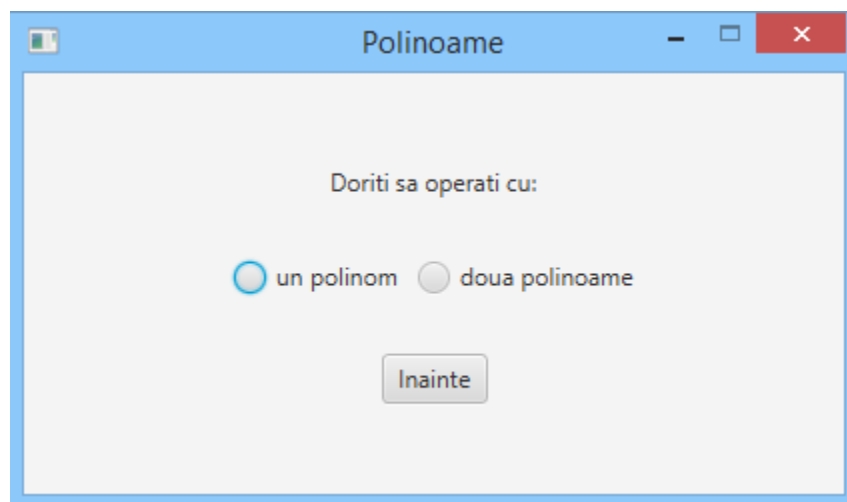 Polinoame
Doriti sa operati cu:
un polinom doua polinoame
Inainte